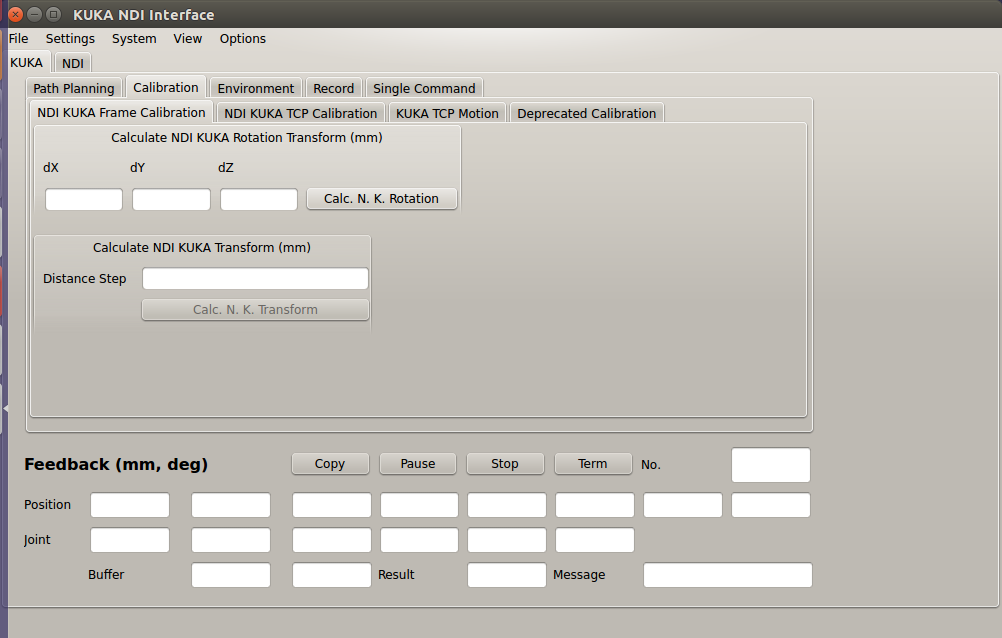 KUKA NDI Interface
File Settings System View Options
KUKA NDI
Path Planning Calibration Environment Record Single Command
NDI KUKA Frame Calibration NDI KUKA TCP Calibration KUKA TCP Motion Deprecated Calibration
Calculate NDI KUKA Rotation Transform (mm)
dX dY dZ
Calc. N. K. Rotation
Calculate NDI KUKA Transform (mm)
Distance Step
Calc. N. K. Transform
Feedback (mm, deg) Copy Pause Stop Term No.
Position
Joint
Buffer Result Message